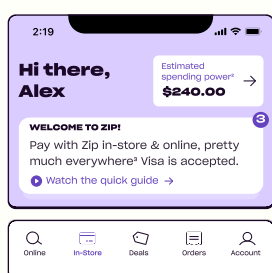 2:19
Hi there,
Alex
Estimated
spending power²
$240.00
3
WELCOME TO ZIP!
Pay with Zip in-store & online, pretty
much everywhere³ Visa is accepted.
Watch the quick guide →
Online In-Store Deals Orders Account